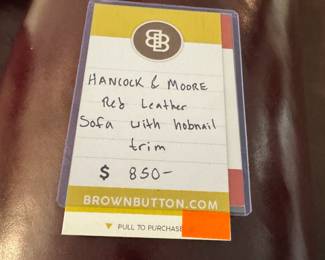 BB
HANCOCK & MOORE
Red Leather
Sofa with hobnail
trim
$ 850-
BROWNBUTTON.COM
▼ PULL TO PURCHASE